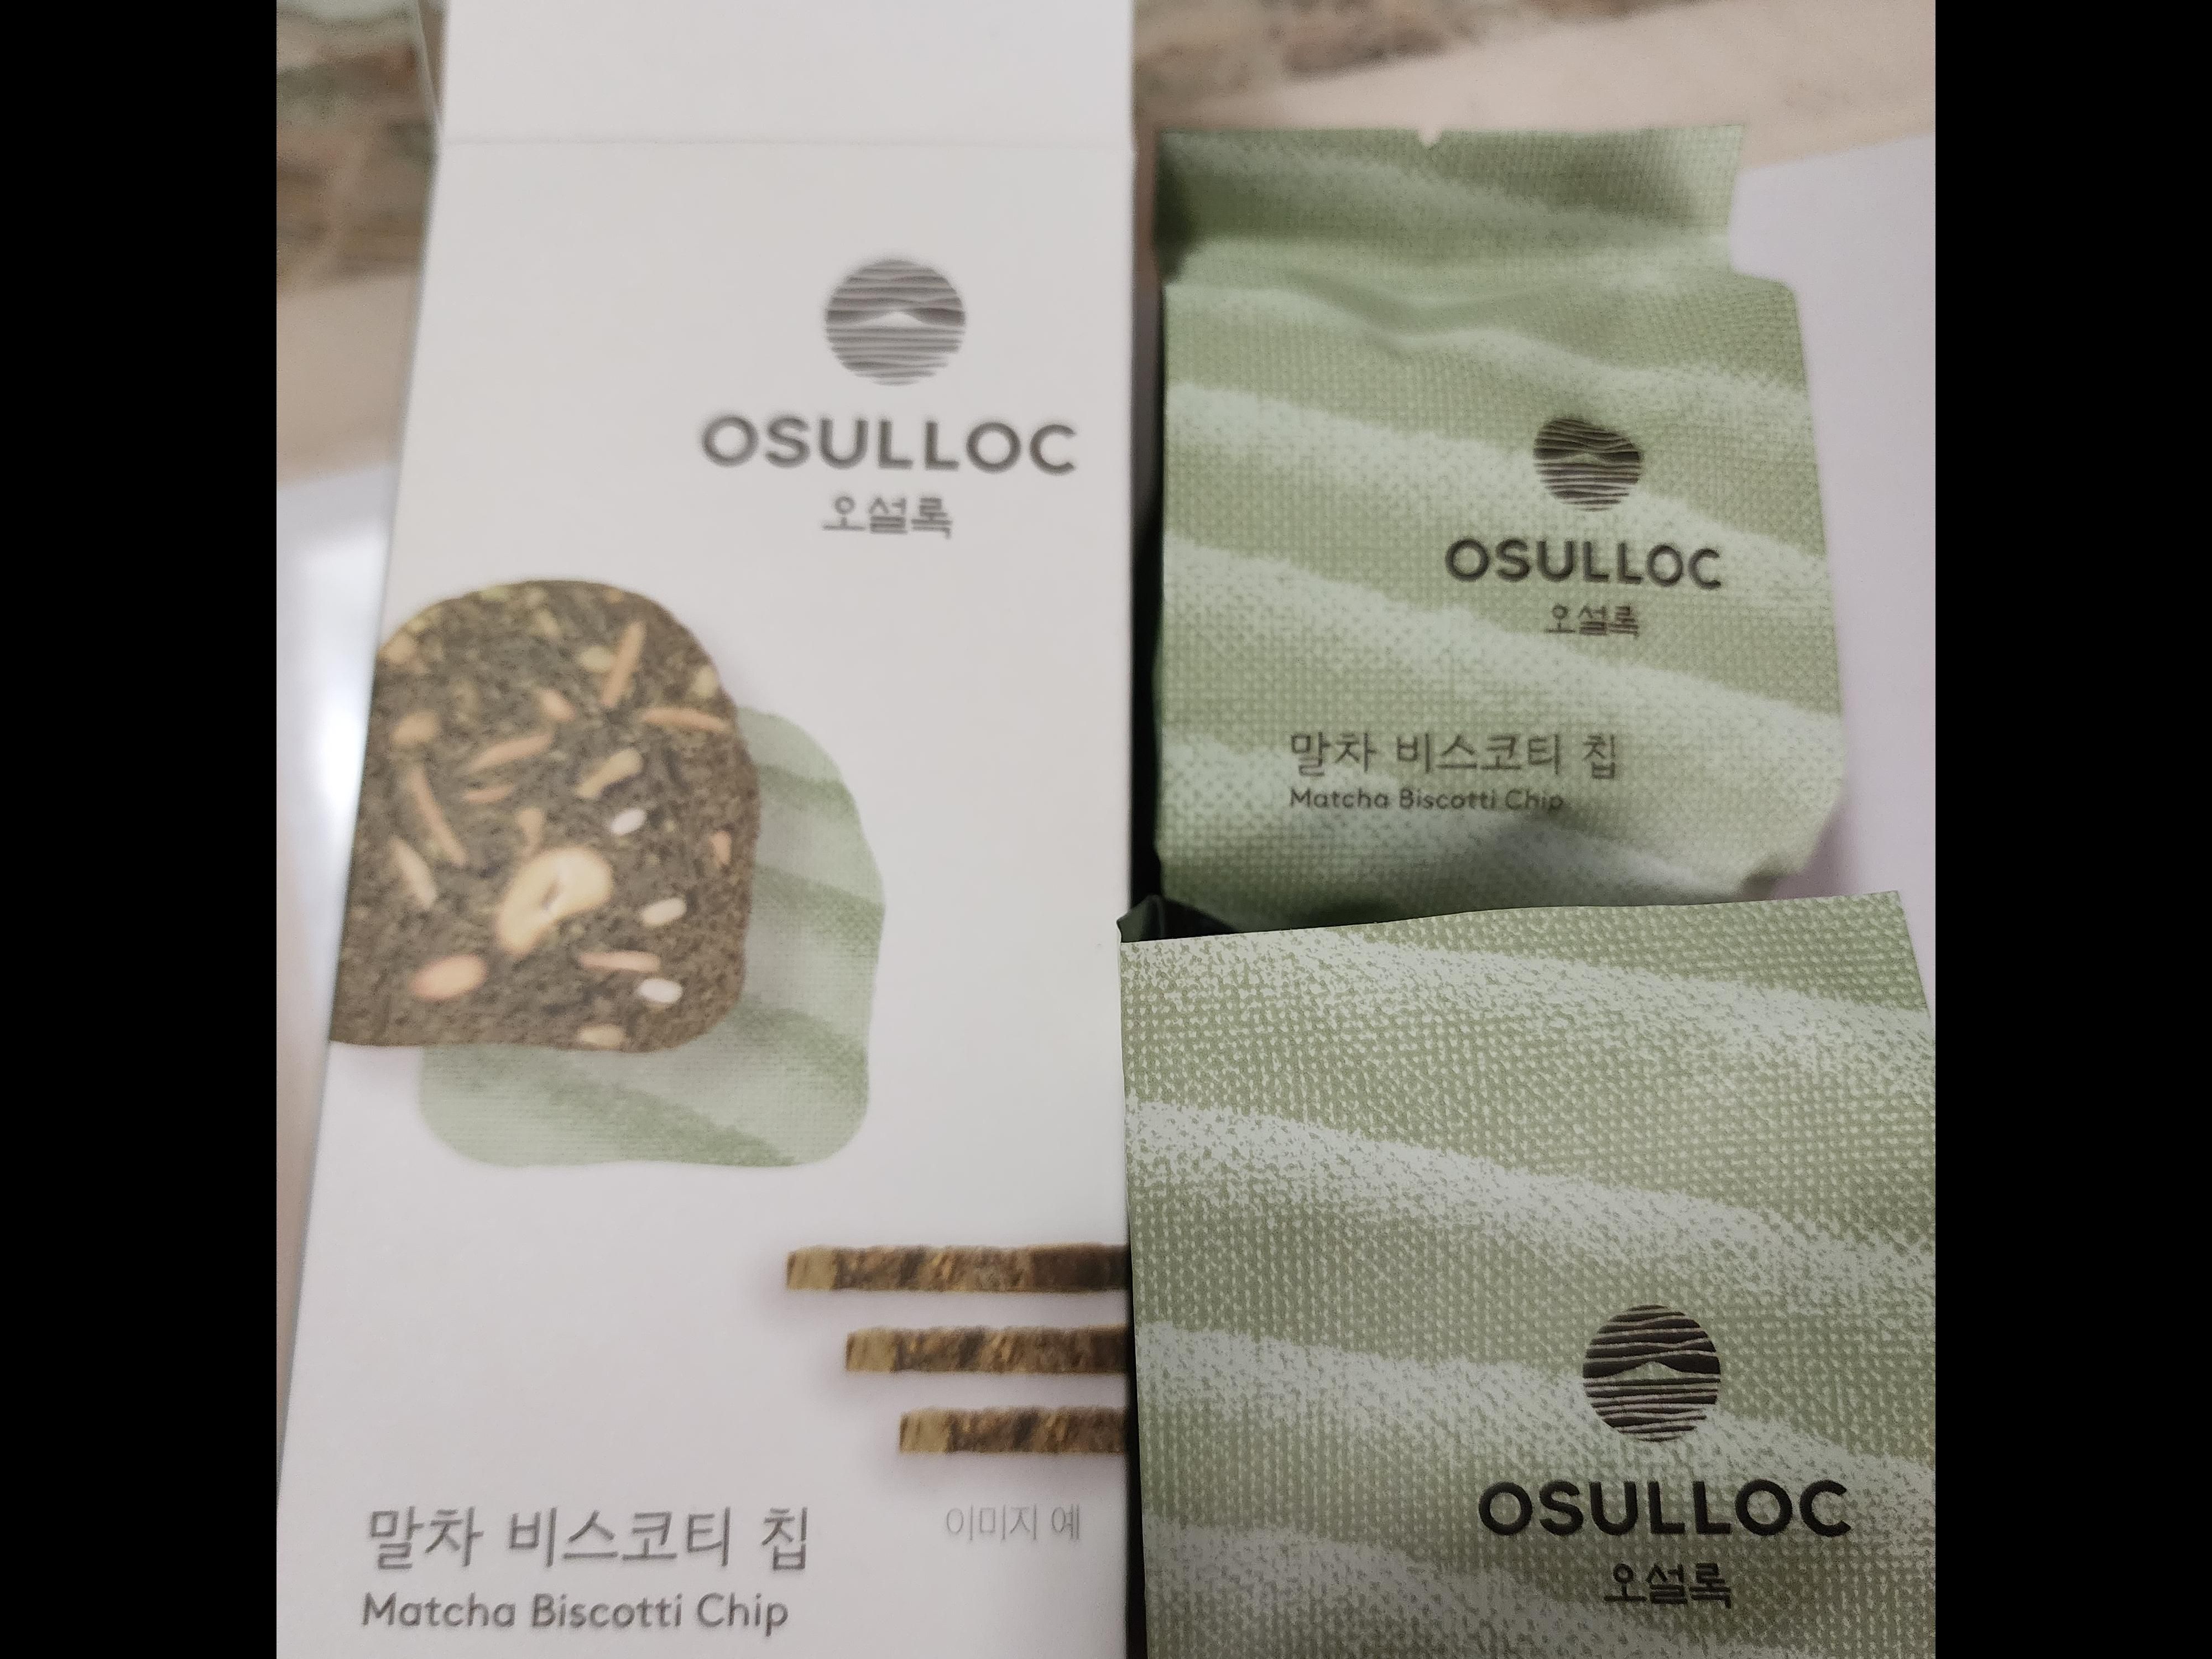 OSULLOC
오설록
말차 비스코티 칩
이미지 예
Matcha Biscotti Chip
OSULLOC
오설록
말차 비스코티 칩
Matcha Biscotti Chip
OSULLOC
오설록